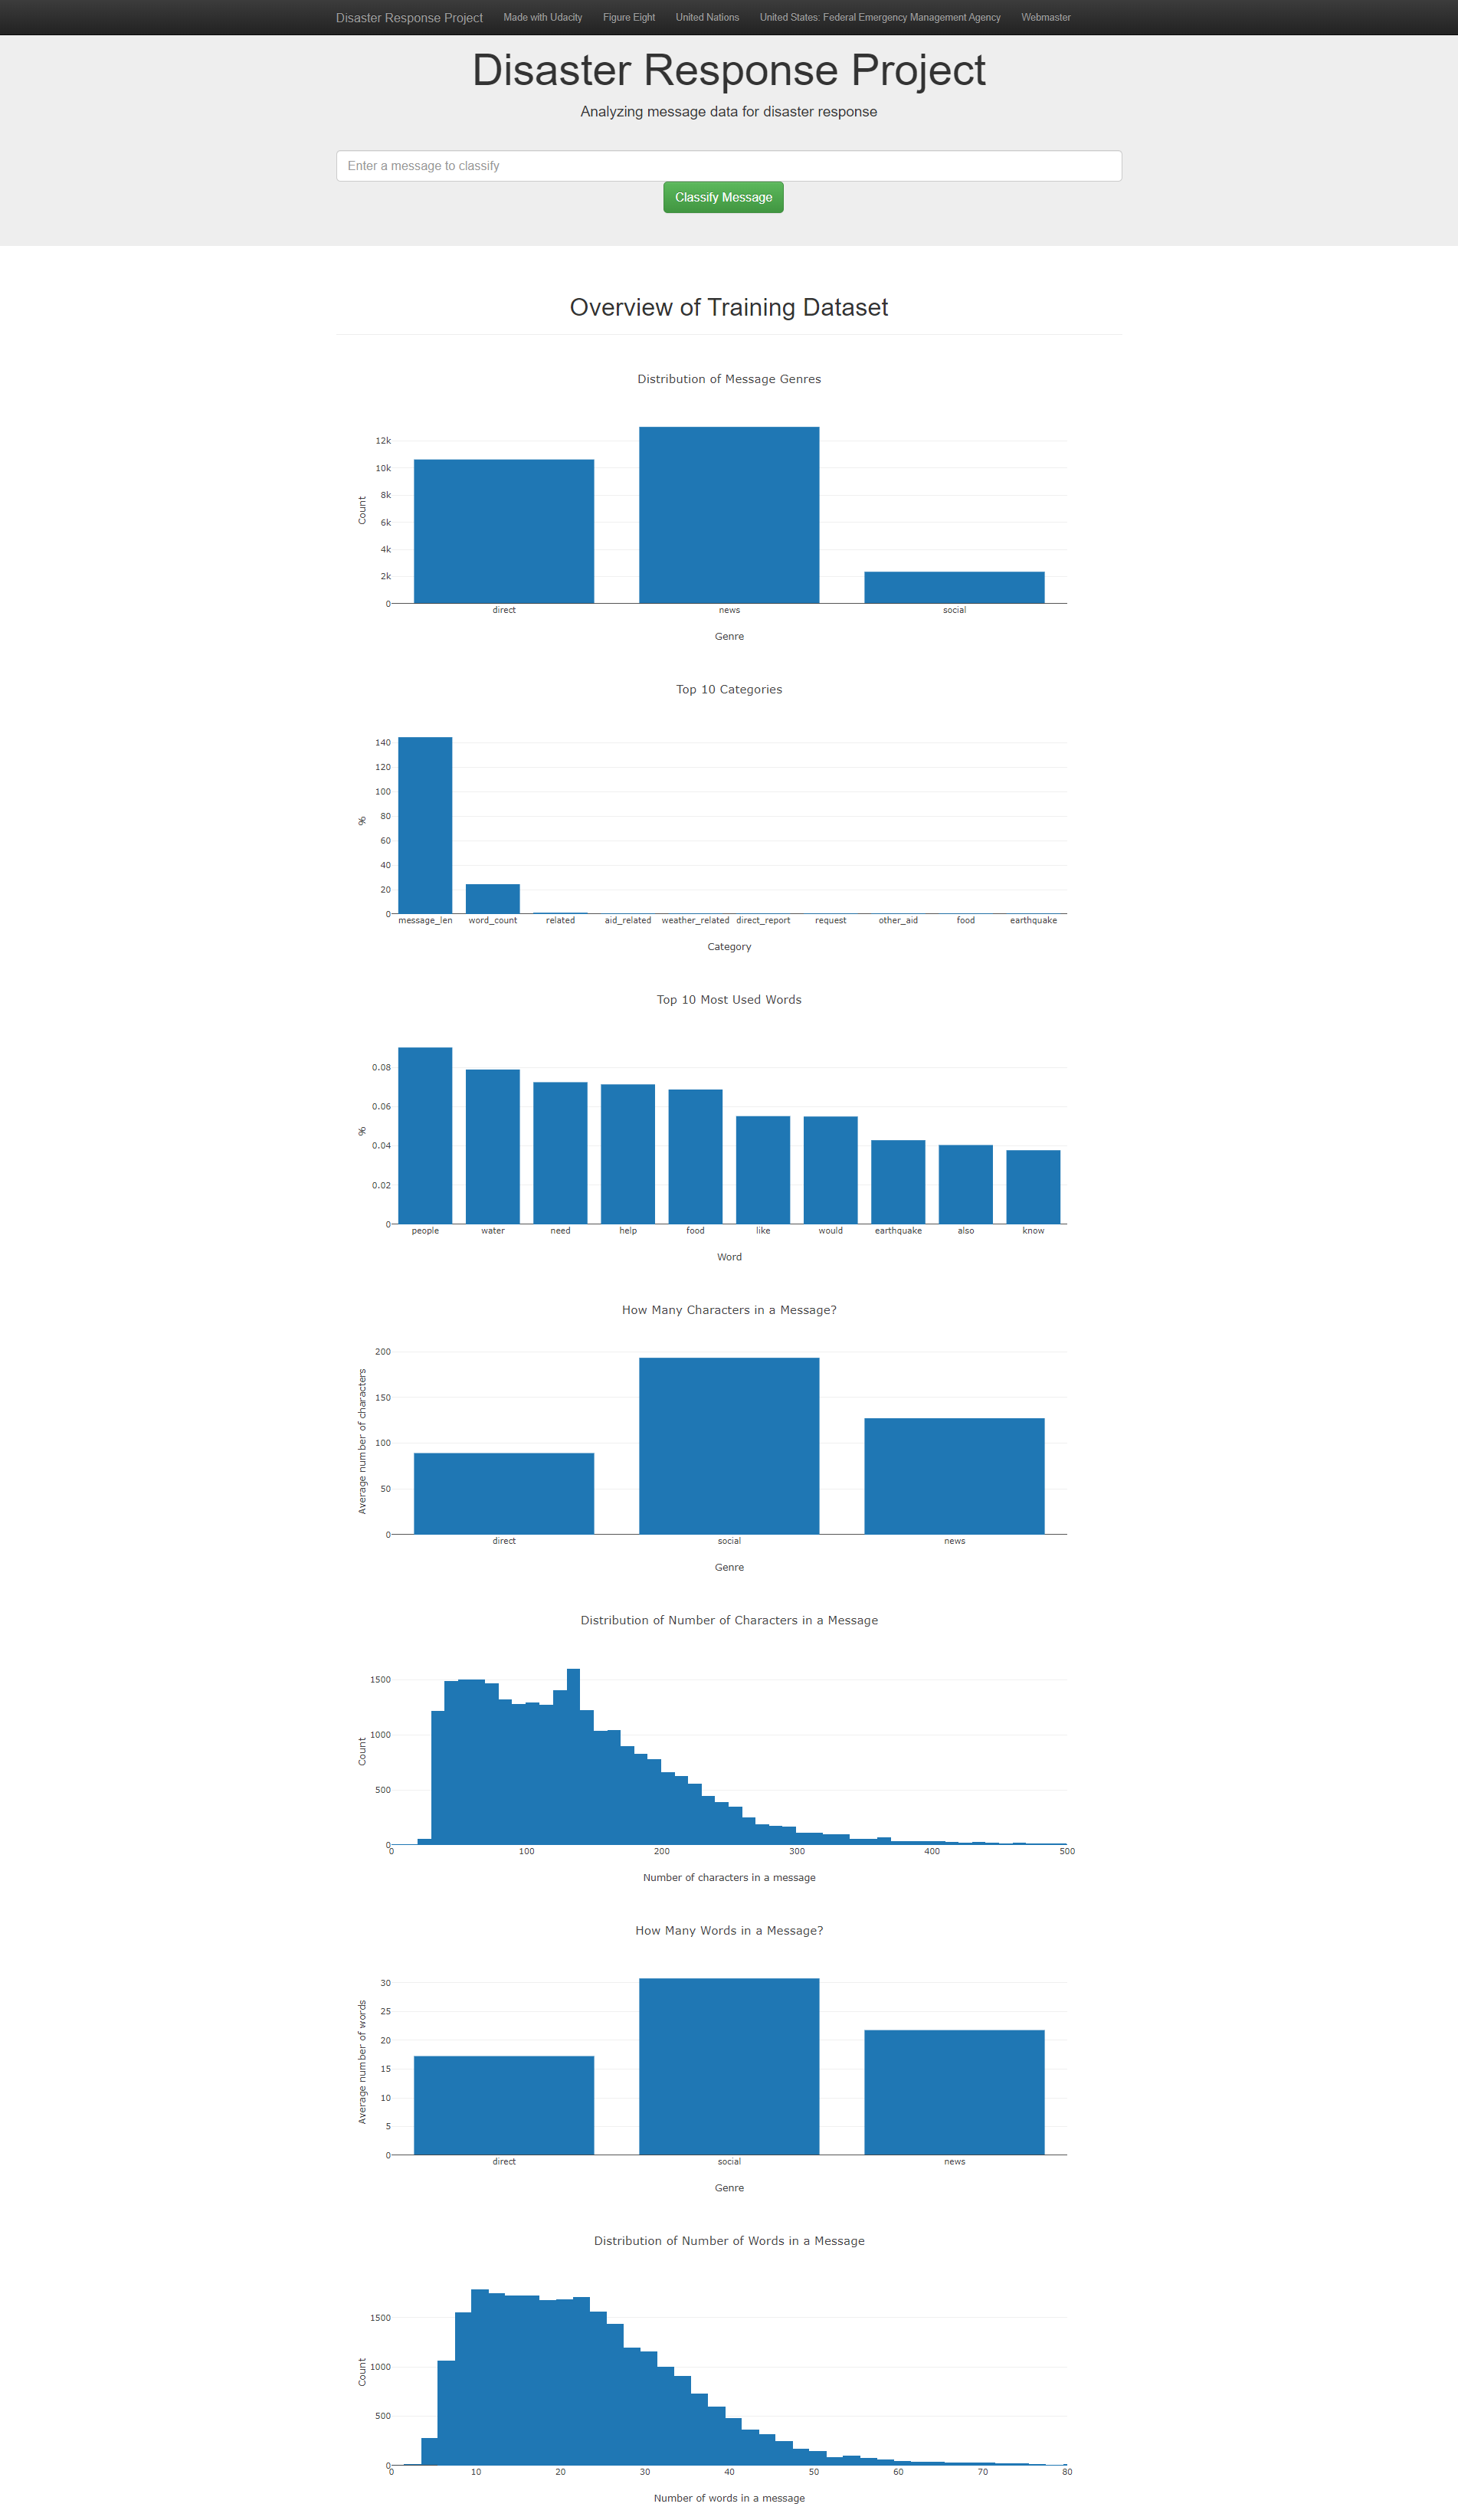 Disaster Response Project Made with Udacity Figure Eight United Nations United States: Federal Emergency Management Agency Webmaster
Disaster Response Project
Analyzing message data for disaster response
Enter a message to classify
Classify Message
Overview of Training Dataset
Distribution of Message Genres
12k
10k
8k
6k
4k
2k
0
Count
direct news social
Genre
Top 10 Categories
140
120
100
80
60
40
20
0
%
message_len word_count related aid_related weather_related direct_report request other_aid food earthquake
Category
Top 10 Most Used Words
0.08
0.06
0.04
0.02
0
%
people water need help food like would earthquake also know
Word
How Many Characters in a Message?
200
150
100
50
0
Average number of characters
direct social news
Genre
Distribution of Number of Characters in a Message
1500
1000
500
0
Count
0 100 200 300 400 500
Number of characters in a message
How Many Words in a Message?
30
25
20
15
10
5
0
Average number of words
direct social news
Genre
Distribution of Number of Words in a Message
1500
1000
500
0
Count
0 10 20 30 40 50 60 70 80
Number of words in a message